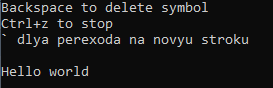 Backspace to delete symbol
Ctrl+z to stop
` dlya perexoda na novyu stroku
Hello world